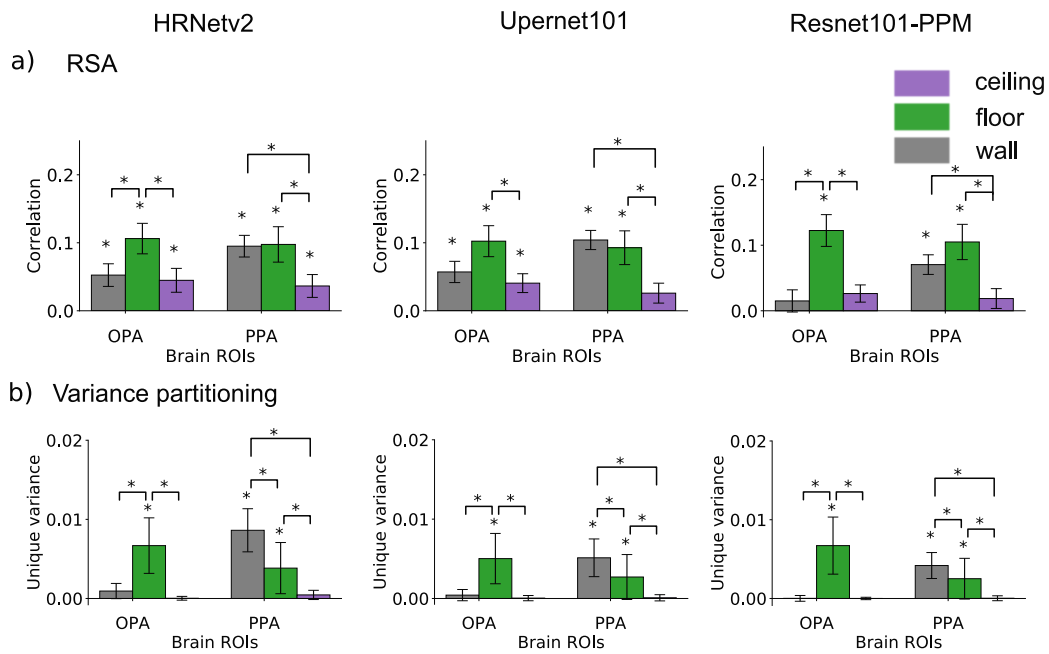 HRNetv2 Upernet101 Resnet101-PPM
a) RSA
ceiling
floor
wall
Correlation
0.2
0.1
0.0
* * * * * * * * *
OPA PPA
Brain ROIs
Correlation
0.2
0.1
0.0
* * * * * * * *
OPA PPA
Brain ROIs
Correlation
0.2
0.1
0.0
* * * * * * *
OPA PPA
Brain ROIs
b) Variance partitioning
Unique variance
0.02
0.01
0.00
* * * * * * * *
OPA PPA
Brain ROIs
Unique variance
0.02
0.01
0.00
* * * * * * * *
OPA PPA
Brain ROIs
Unique variance
0.02
0.01
0.00
* * * * * * * *
OPA PPA
Brain ROIs